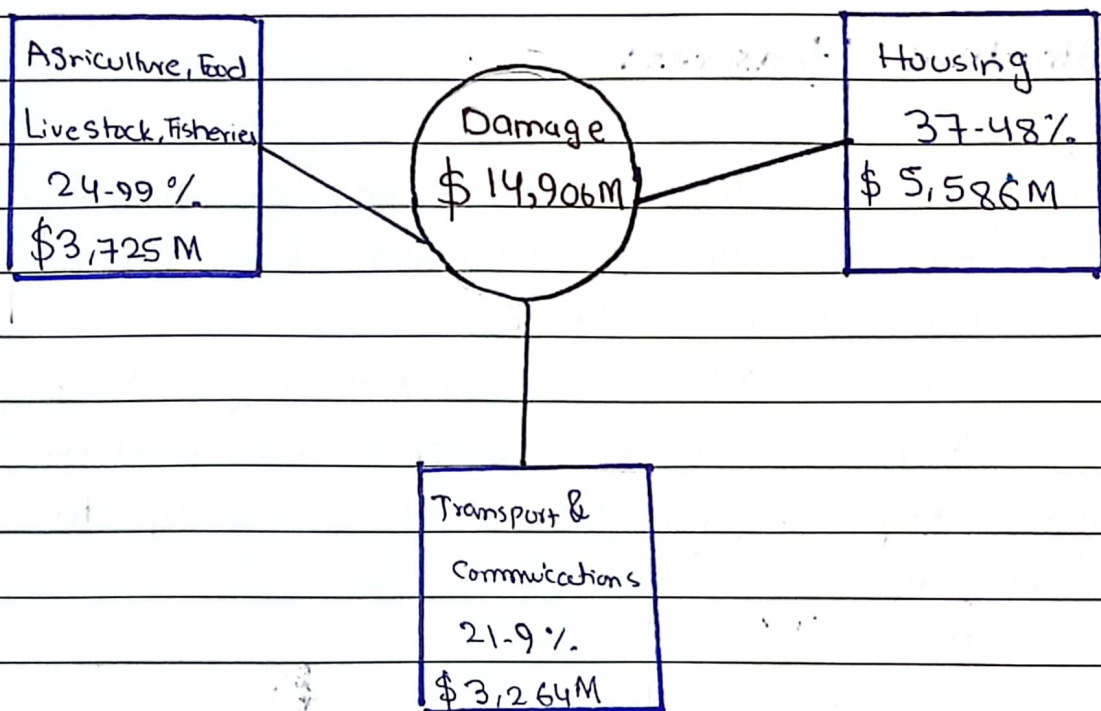 Agriculture, Food
Livestock, Fisheries
24-99 %
$3,725 M
Damage
$ 14,906M
Housing
37-48%
$ 5,586M
Transport &
Commuications
21-9 %
$3,264M